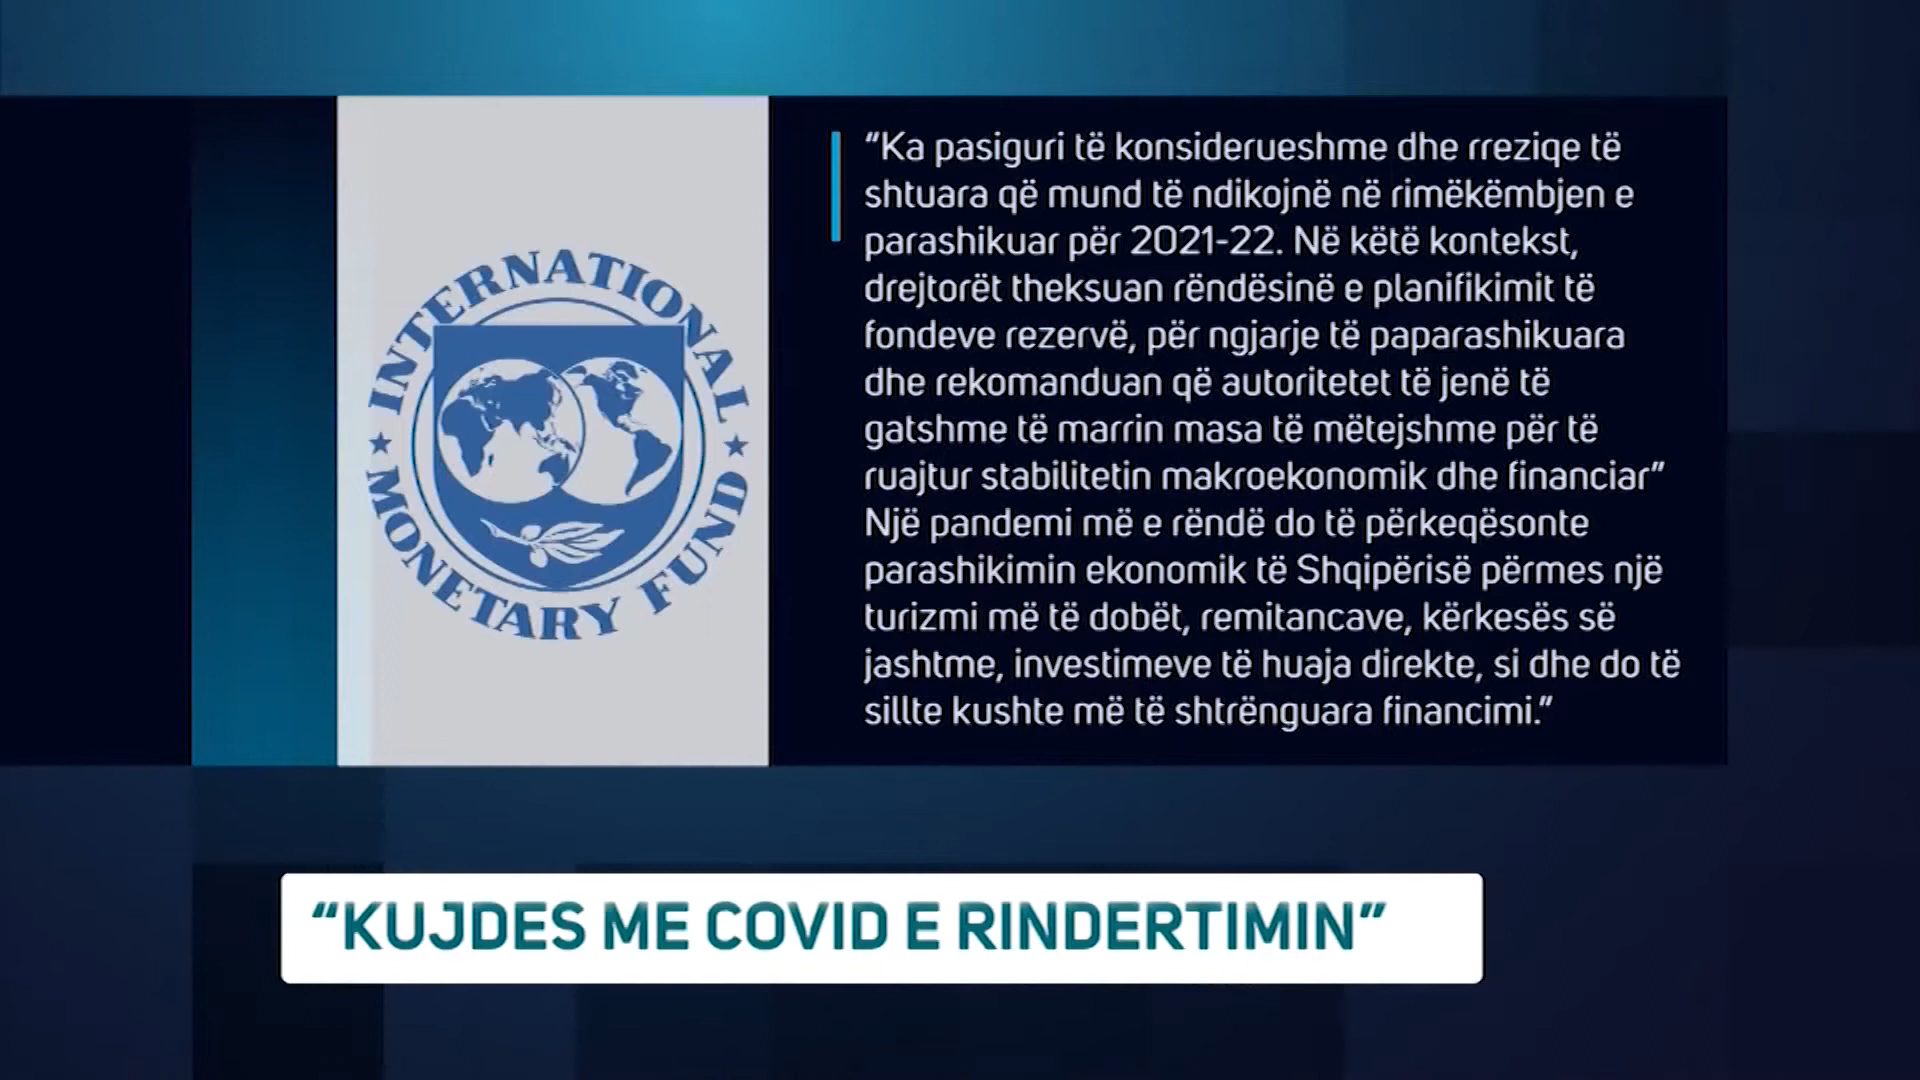 INTERNATIONAL
MONETARY FUND
“Ka pasiguri të konsiderueshme dhe rreziqe të
shtuara që mund të ndikojnë në rimëkëmbjen e
parashikuar për 2021-22. Në këtë kontekst,
drejtorët theksuan rëndësinë e planifikimit të
fondeve rezervë, për ngjarje të paparashikuara
dhe rekomanduan që autoritetet të jenë të
gatshme të marrin masa të mëtejshme për të
ruajtur stabilitetin makroekonomik dhe financiar”
Një pandemi më e rëndë do të përkeqësonte
parashikimin ekonomik të Shqipërisë përmes një
turizmi më të dobët, remitancave, kërkesës së
jashtme, investimeve të huaja direkte, si dhe do të
sillte kushte më të shtrënguara financimi.”
“KUJDES ME COVID E RINDERTIMIN”